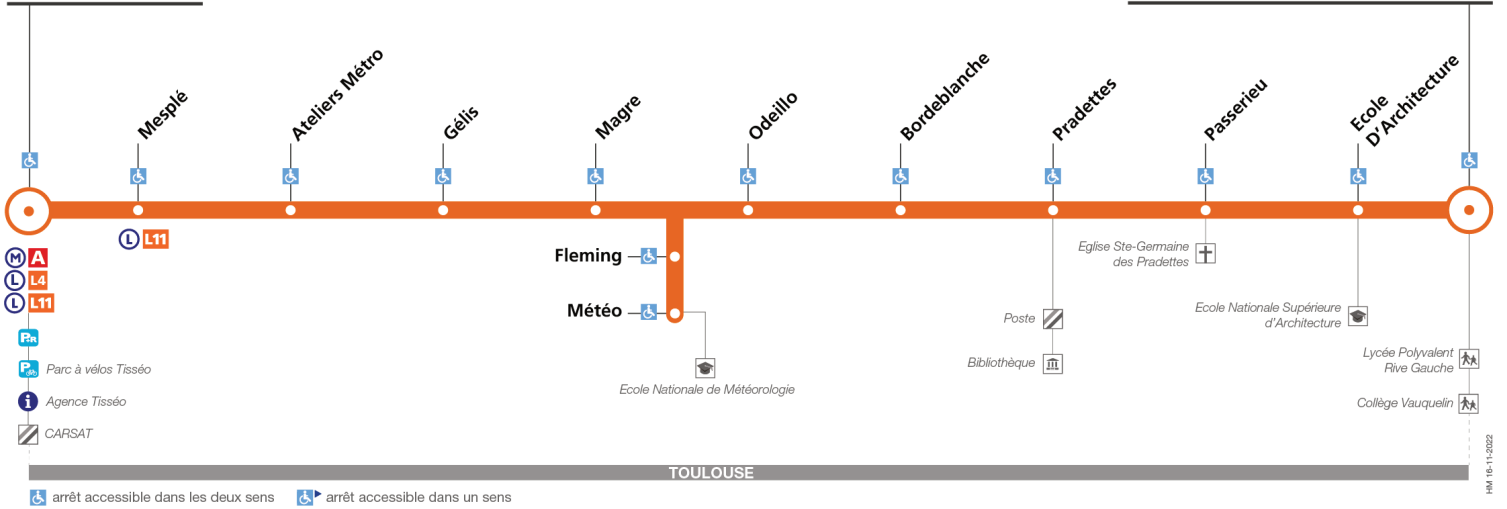 Mesplé
Ateliers Métro
Gélis
Magre
Odeillo
Bordeblanche
Pradettes
Passerieu
Ecole
D'Architecture
M A
L L4
L L11
P+R
P
Parc à vélos Tisséo
i
Agence Tisséo
CARSAT
L L11
Fleming
Météo
Ecole Nationale de Météorologie
Poste
Bibliothèque
Eglise Ste-Germaine
des Pradettes
Ecole Nationale Supérieure
d'Architecture
Lycée Polyvalent
Rive Gauche
Collège Vauquelin
TOULOUSE
arrêt accessible dans les deux sens
arrêt accessible dans un sens
HM 16-11-2022